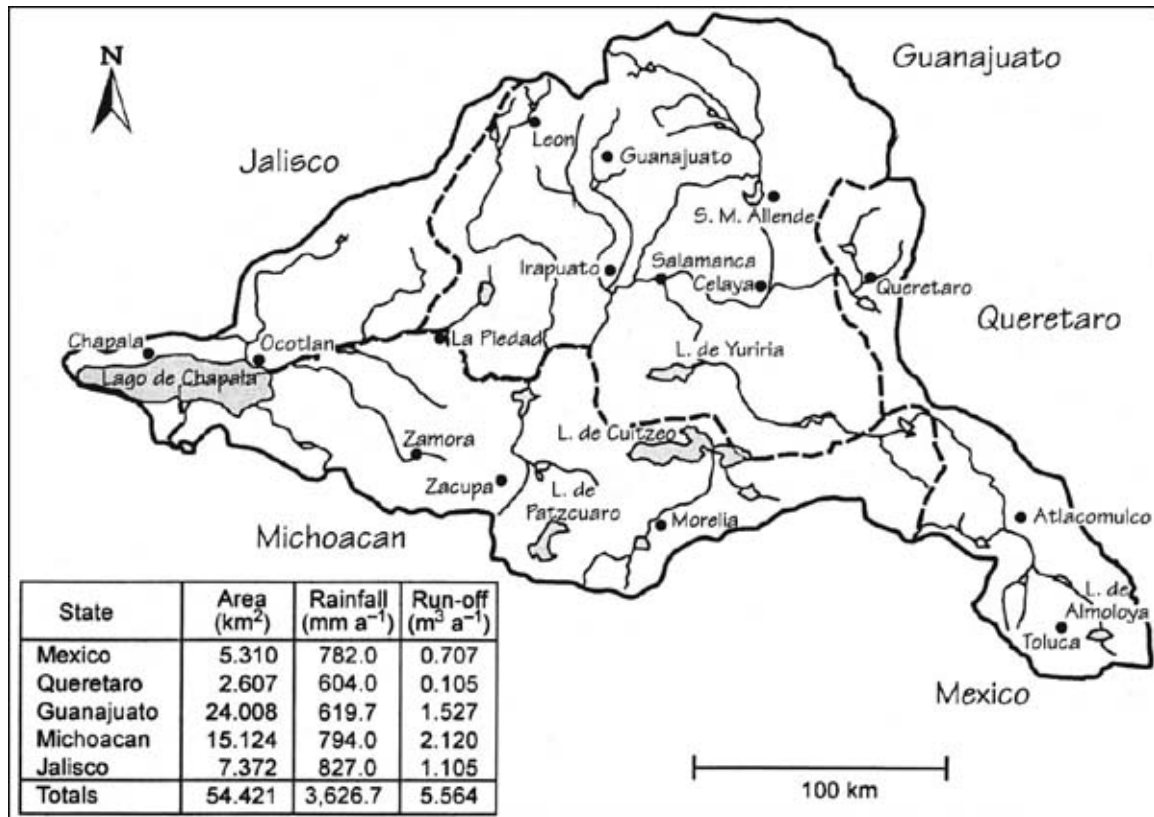 N
Guanajuato
Jalisco
Leon
Guanajuato
S. M. Allende
Irapuato
Salamanca
Celaya
Queretaro
Queretaro
Chapala
Ocotlan
La Piedad
Lago de Chapala
L. de Yuriria
L. de Cuitzeo
Zamora
Zacupa
L. de
Patzcuaro
Morelia
Atlacomulco
Michoacan
L. de
Almoloya
Toluca
Mexico
100 km
State Area (km²) Rainfall (mm a⁻¹) Run-off (m³ a⁻¹)
Mexico 5.310 782.0 0.707
Queretaro 2.607 604.0 0.105
Guanajuato 24.008 619.7 1.527
Michoacan 15.124 794.0 2.120
Jalisco 7.372 827.0 1.105
Totals 54.421 3,626.7 5.564